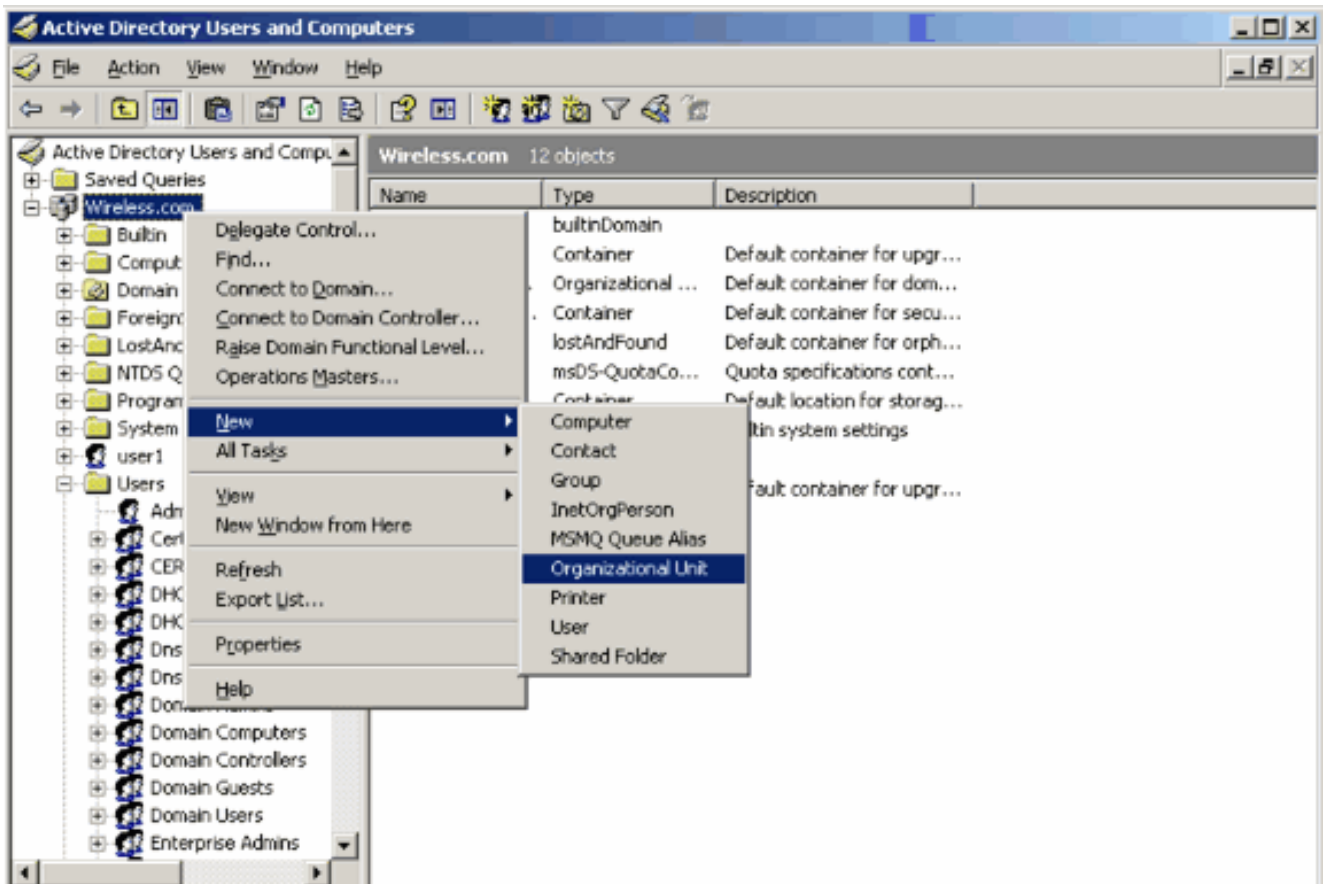 Active Directory Users and Computers
File Action View Window Help
Active Directory Users and Compu
Saved Queries
Wireless.com
Builtin
Comput
Domain
Foreign
LostAnd
NTDS Q
Program
System
user1
Users
Adm
Cert
CER
DHC
DHC
Dns
Dns
Domain Computers
Domain Controllers
Domain Guests
Domain Users
Enterprise Admins
Delegate Control...
Find...
Connect to Domain...
Connect to Domain Controller...
Raise Domain Functional Level...
Operations Masters...
New
All Tasks
View
New Window from Here
Refresh
Export List...
Properties
Help
Computer
Contact
Group
InetOrgPerson
MSMQ Queue Alias
Organizational Unit
Printer
User
Shared Folder
Wireless.com 12 objects
Name Type Description
builtinDomain
Container Default container for upgr...
Organizational ... Default container for dom...
Container Default container for secu...
lostAndFound Default container for orph...
msDS-QuotaCo... Quota specifications cont...
Container Default location for storag...
ltin system settings
fault container for upgr...